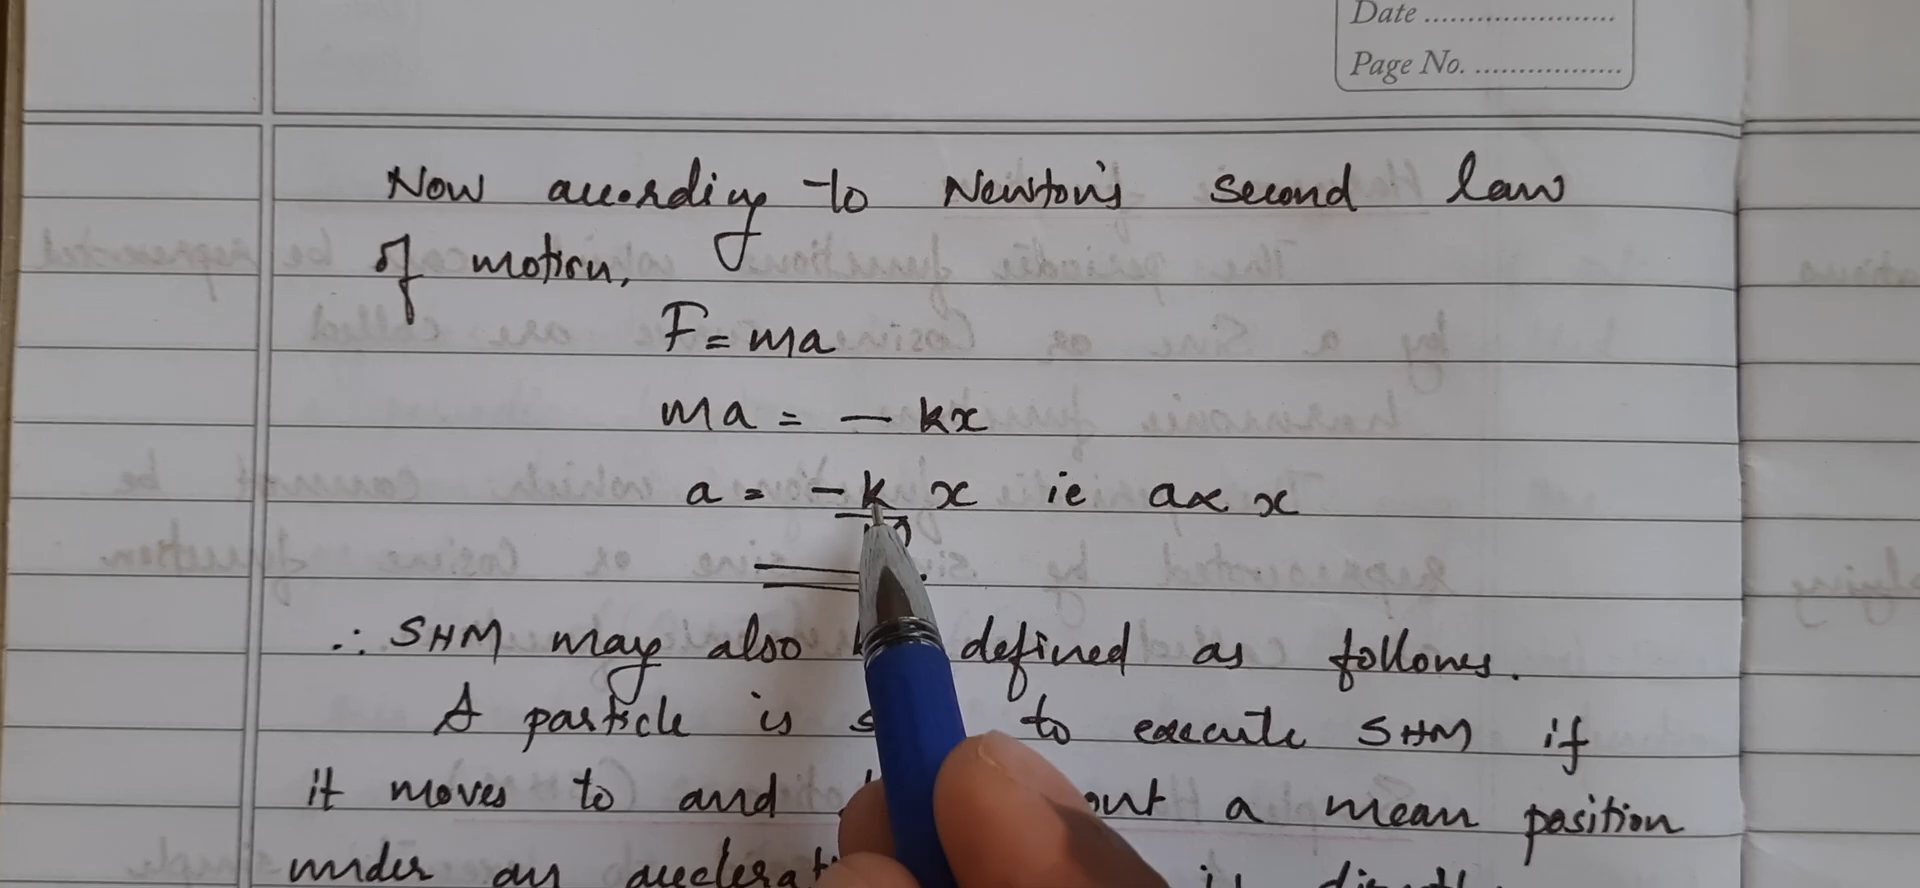 Date
Page No.
Now according to Newton's second law
of motion,
F = ma
ma = - kx
a = - k x ie a ∝ x
∴ SHM may also defined as follows.
A particle is to execute SHM if
it moves to and a mean position
under an